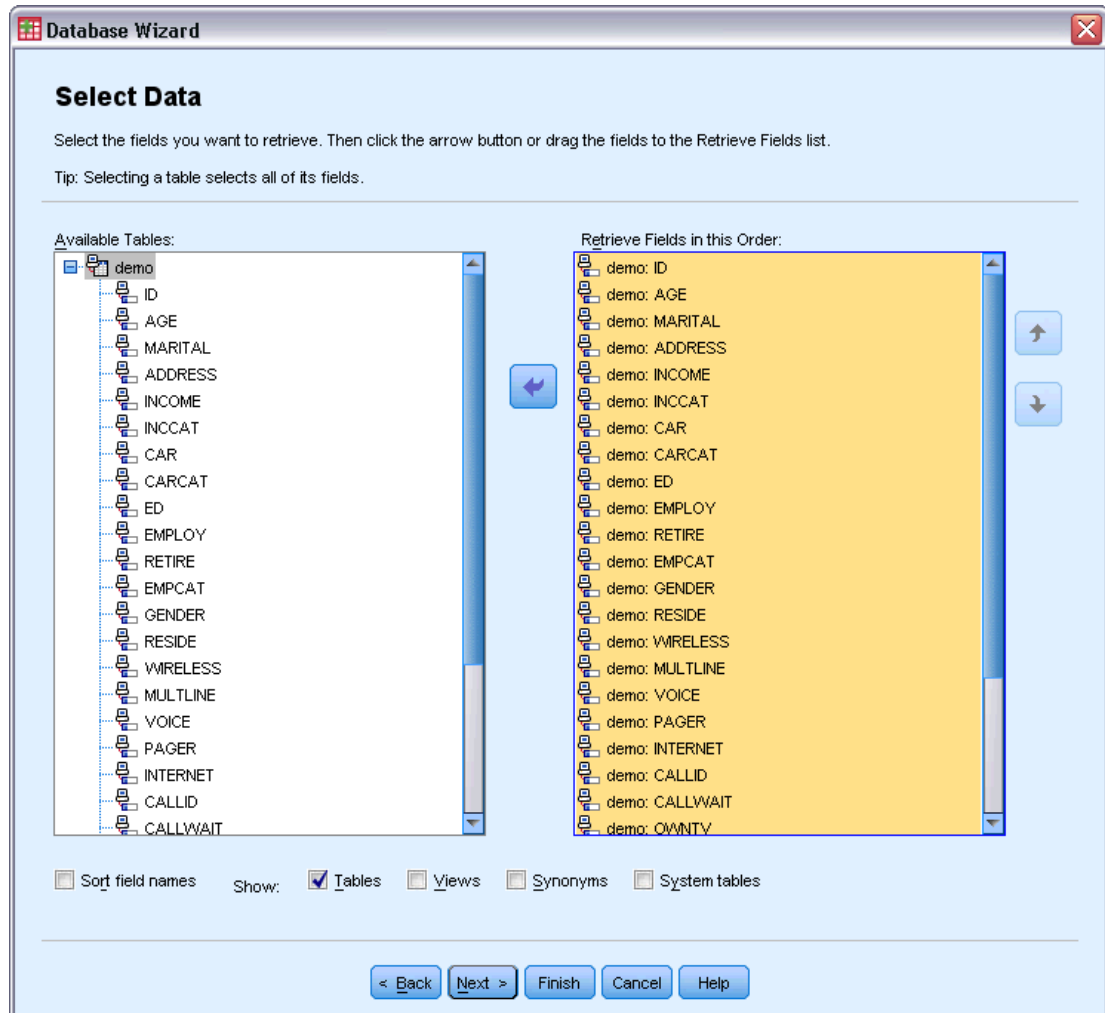 Database Wizard
Select Data
Select the fields you want to retrieve. Then click the arrow button or drag the fields to the Retrieve Fields list.
Tip: Selecting a table selects all of its fields.
Available Tables:
demo
ID
AGE
MARITAL
ADDRESS
INCOME
INCCAT
CAR
CARCAT
ED
EMPLOY
RETIRE
EMPCAT
GENDER
RESIDE
WIRELESS
MULTLINE
VOICE
PAGER
INTERNET
CALLID
CALLWAIT
Retrieve Fields in this Order:
demo: ID
demo: AGE
demo: MARITAL
demo: ADDRESS
demo: INCOME
demo: INCCAT
demo: CAR
demo: CARCAT
demo: ED
demo: EMPLOY
demo: RETIRE
demo: EMPCAT
demo: GENDER
demo: RESIDE
demo: WIRELESS
demo: MULTLINE
demo: VOICE
demo: PAGER
demo: INTERNET
demo: CALLID
demo: CALLWAIT
demo: OWNTV
Sort field names Show: Tables Views Synonyms System tables
< Back Next > Finish Cancel Help